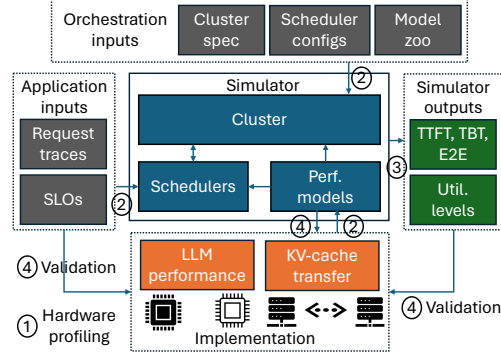 Orchestration inputs
Cluster spec
Scheduler configs
Model zoo
②
Application inputs
Request traces
SLOs
②
Simulator
Cluster
Schedulers
Perf. models
③
Simulator outputs
TTFT, TBT, E2E
Util. levels
④
②
④ Validation
LLM performance
KV-cache transfer
④ Validation
① Hardware profiling
Implementation